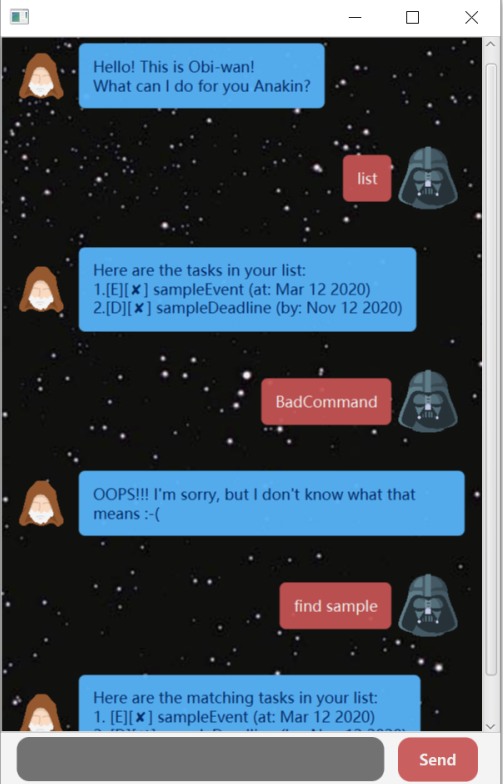 Hello! This is Obi-wan!
What can I do for you Anakin?
list
Here are the tasks in your list:
1.[E][✘] sampleEvent (at: Mar 12 2020)
2.[D][✘] sampleDeadline (by: Nov 12 2020)
BadCommand
OOPS!!! I'm sorry, but I don't know what that
means :-(
find sample
Here are the matching tasks in your list:
1. [E][✘] sampleEvent (at: Mar 12 2020)
Send